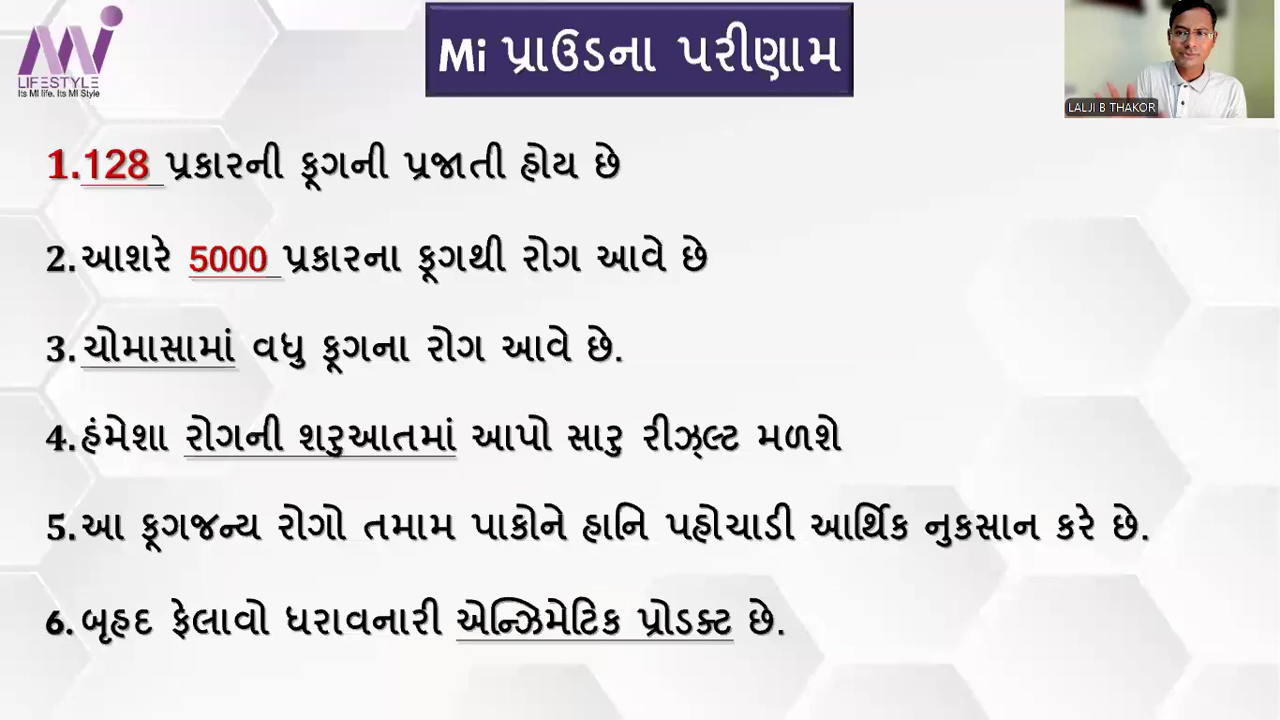 Mi
LIFESTYLE
Its MI life. Its MI Style
Mi પ્રાઉડના પરીણામ
LALJI B THAKOR
1.128 પ્રકારની ફૂગની પ્રજાતી હોય છે
2.આશરે 5000 પ્રકારના ફૂગથી રોગ આવે છે
3.ચોમાસામાં વધુ ફૂગના રોગ આવે છે.
4.હંમેશા રોગની શરુઆતમાં આપો સારુ રીઝ્લ્ટ મળશે
5.આ ફૂગજન્ય રોગો તમામ પાકોને હાનિ પહોચાડી આર્થિક નુકસાન કરે છે.
6.બૃહદ ફેલાવો ધરાવનારી એન્ઝિમેટિક પ્રોડક્ટ છે.